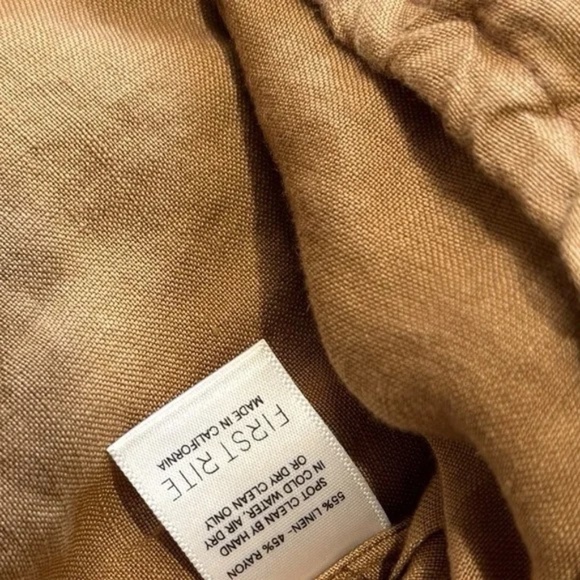 FIRST RITE
MADE IN CALIFORNIA
55% LINEN- 45% RAYON
SPOT CLEAN BY HAND
IN COLD WATER, AIR DRY
OR DRY CLEAN ONLY